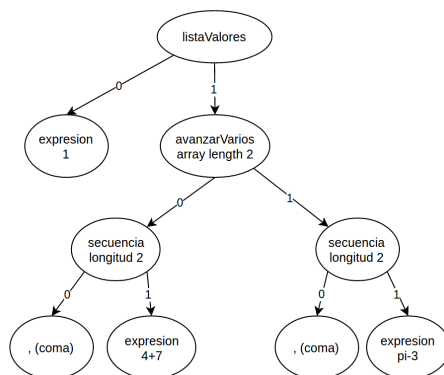 listaValores
0
1
expresion
1
avanzarVarios
array length 2
0
1
secuencia
longitud 2
secuencia
longitud 2
0
1
0
1
, (coma)
expresion
4+7
, (coma)
expresion
pi-3